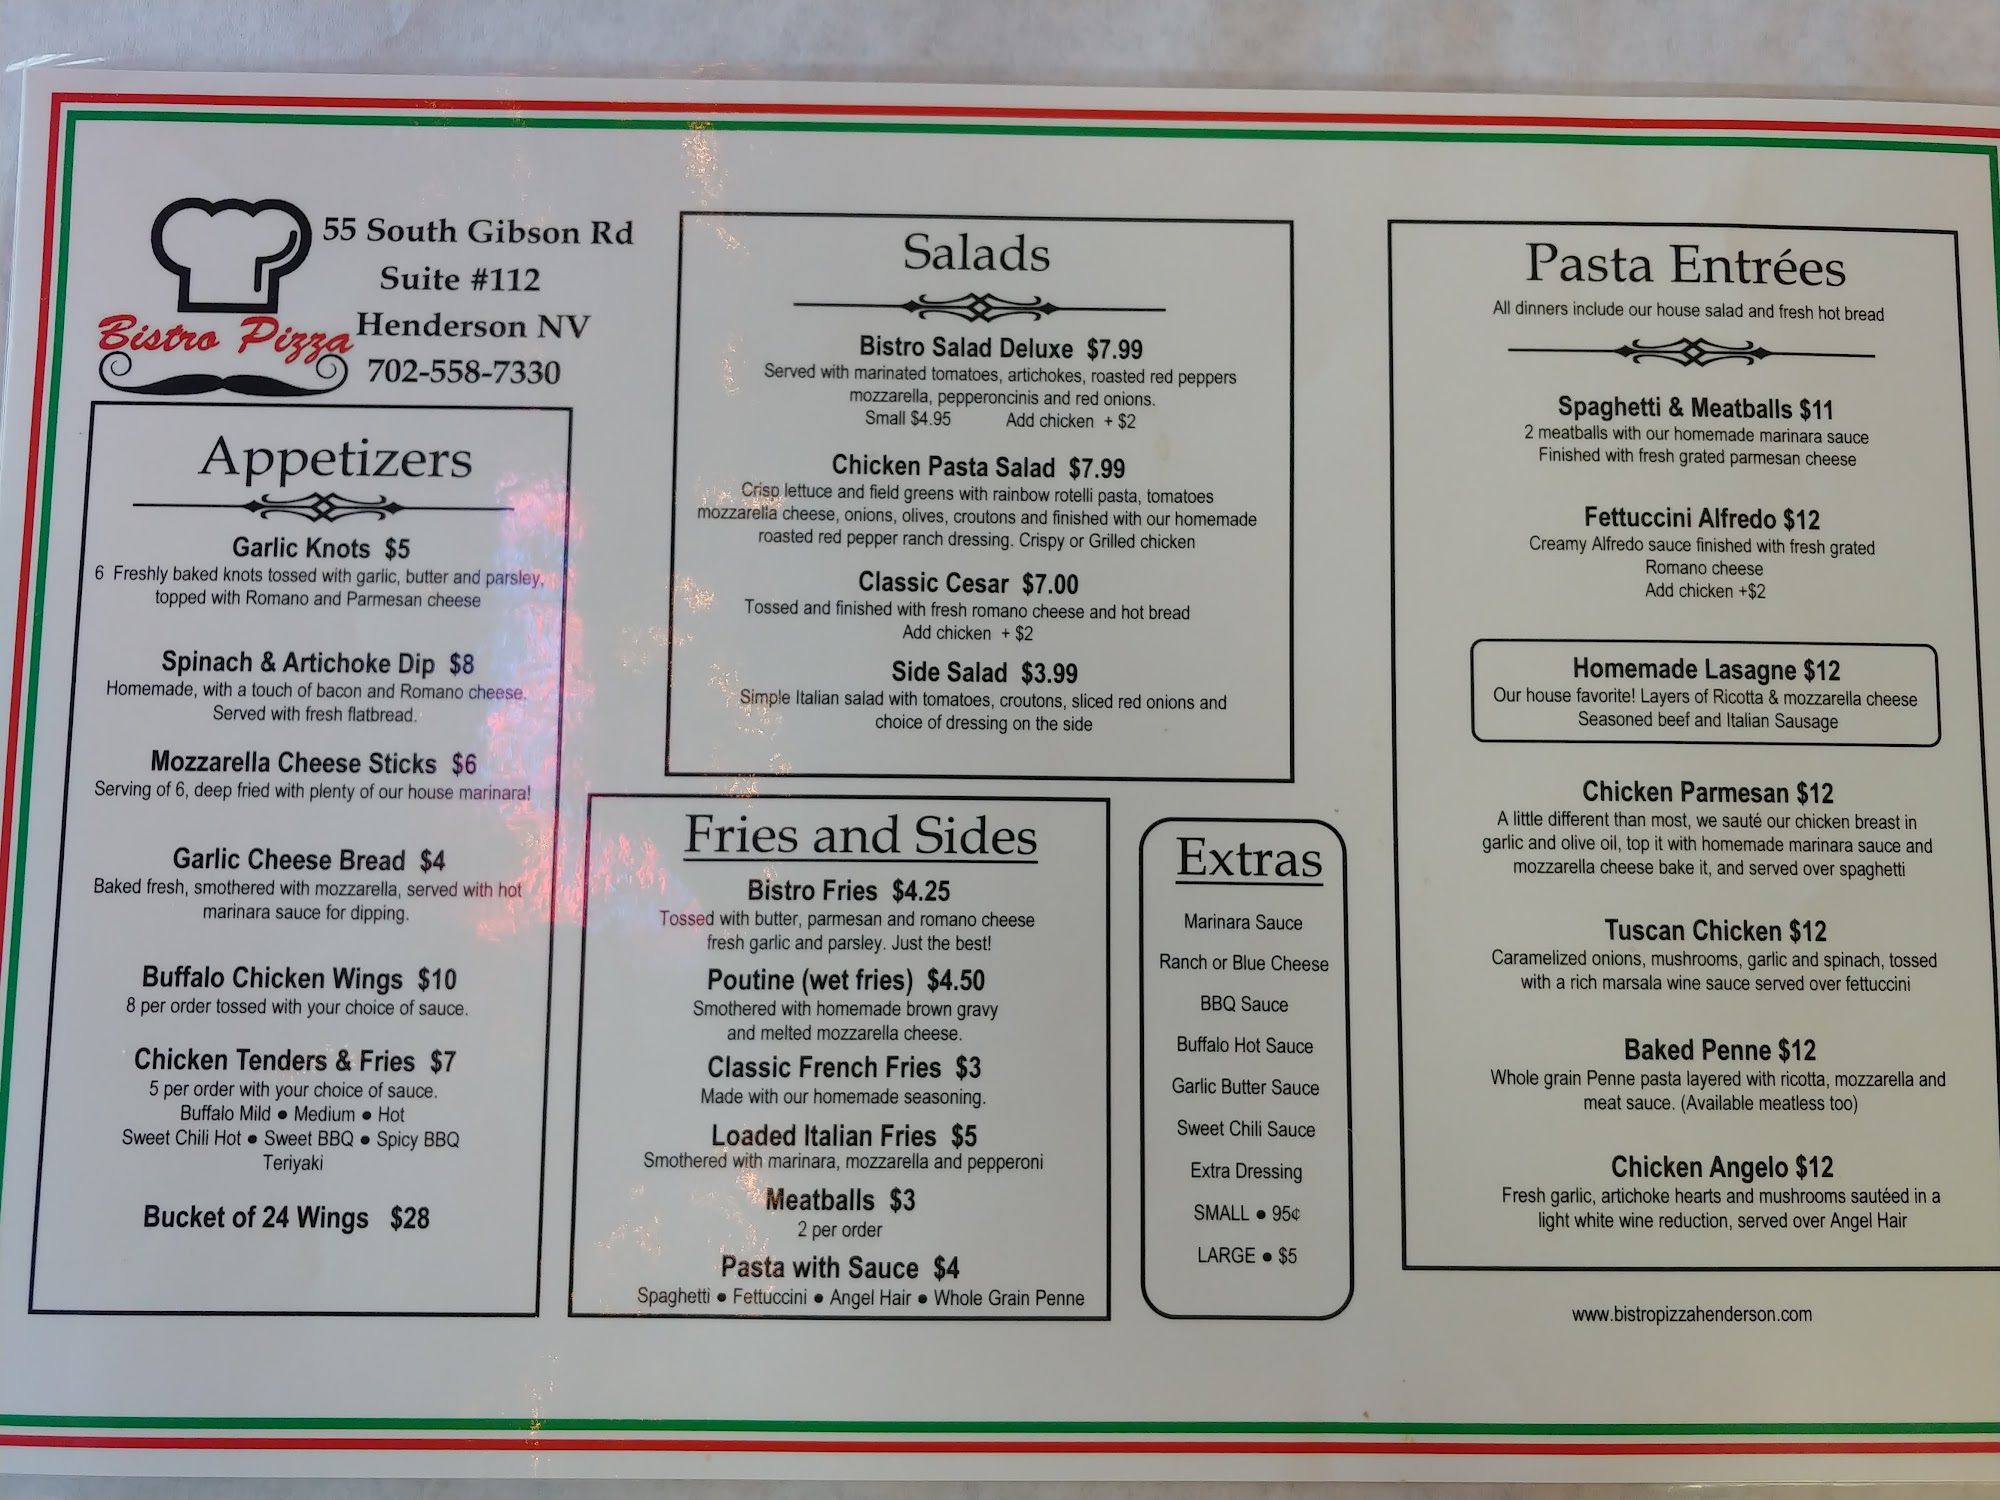 Bistro Pizza
55 South Gibson Rd
Suite #112
Henderson NV
702-558-7330
Appetizers
Garlic Knots $5
6 Freshly baked knots tossed with garlic, butter and parsley,
topped with Romano and Parmesan cheese
Spinach & Artichoke Dip $8
Homemade, with a touch of bacon and Romano cheese.
Served with fresh flatbread.
Mozzarella Cheese Sticks $6
Serving of 6, deep fried with plenty of our house marinara!
Garlic Cheese Bread $4
Baked fresh, smothered with mozzarella, served with hot
marinara sauce for dipping.
Buffalo Chicken Wings $10
8 per order tossed with your choice of sauce.
Chicken Tenders & Fries $7
5 per order with your choice of sauce.
Buffalo Mild ● Medium ● Hot
Sweet Chili Hot ● Sweet BBQ ● Spicy BBQ
Teriyaki
Bucket of 24 Wings $28
Salads
Bistro Salad Deluxe $7.99
Served with marinated tomatoes, artichokes, roasted red peppers
mozzarella, pepperoncinis and red onions.
Small $4.95 Add chicken + $2
Chicken Pasta Salad $7.99
Crisp lettuce and field greens with rainbow rotelli pasta, tomatoes
mozzarella cheese, onions, olives, croutons and finished with our homemade
roasted red pepper ranch dressing. Crispy or Grilled chicken
Classic Cesar $7.00
Tossed and finished with fresh romano cheese and hot bread
Add chicken + $2
Side Salad $3.99
Simple Italian salad with tomatoes, croutons, sliced red onions and
choice of dressing on the side
Fries and Sides
Bistro Fries $4.25
Tossed with butter, parmesan and romano cheese
fresh garlic and parsley. Just the best!
Poutine (wet fries) $4.50
Smothered with homemade brown gravy
and melted mozzarella cheese.
Classic French Fries $3
Made with our homemade seasoning.
Loaded Italian Fries $5
Smothered with marinara, mozzarella and pepperoni
Meatballs $3
2 per order
Pasta with Sauce $4
Spaghetti ● Fettuccini ● Angel Hair ● Whole Grain Penne
Extras
Marinara Sauce
Ranch or Blue Cheese
BBQ Sauce
Buffalo Hot Sauce
Garlic Butter Sauce
Sweet Chili Sauce
Extra Dressing
SMALL ● 95¢
LARGE ● $5
Pasta Entrées
All dinners include our house salad and fresh hot bread
Spaghetti & Meatballs $11
2 meatballs with our homemade marinara sauce
Finished with fresh grated parmesan cheese
Fettuccini Alfredo $12
Creamy Alfredo sauce finished with fresh grated
Romano cheese
Add chicken +$2
Homemade Lasagne $12
Our house favorite! Layers of Ricotta & mozzarella cheese
Seasoned beef and Italian Sausage
Chicken Parmesan $12
A little different than most, we sauté our chicken breast in
garlic and olive oil, top it with homemade marinara sauce and
mozzarella cheese bake it, and served over spaghetti
Tuscan Chicken $12
Caramelized onions, mushrooms, garlic and spinach, tossed
with a rich marsala wine sauce served over fettuccini
Baked Penne $12
Whole grain Penne pasta layered with ricotta, mozzarella and
meat sauce. (Available meatless too)
Chicken Angelo $12
Fresh garlic, artichoke hearts and mushrooms sautéed in a
light white wine reduction, served over Angel Hair
www.bistropizzahenderson.com